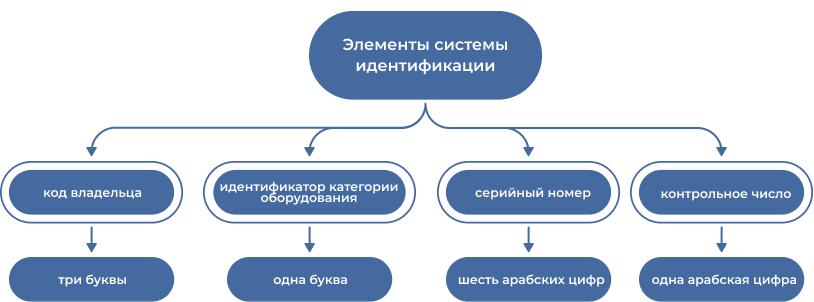 Элементы системы
идентификации
код владельца
идентификатор категории
оборудования
серийный номер
контрольное число
три буквы
одна буква
шесть арабских цифр
одна арабская цифра